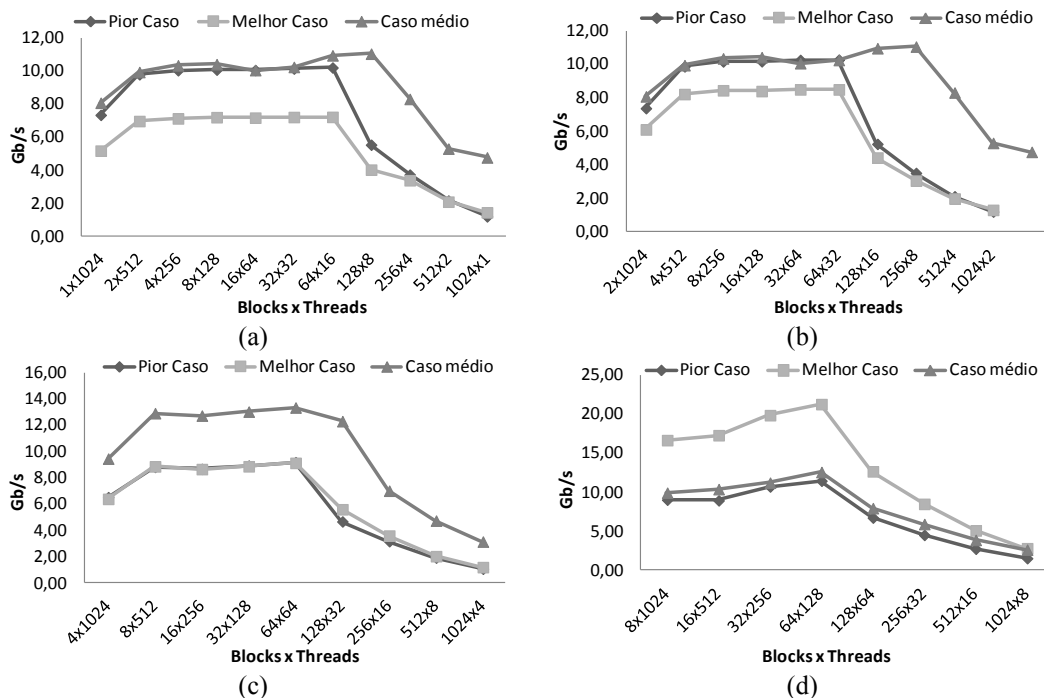 Pior Caso Melhor Caso Caso médio
12,00
10,00
8,00
6,00
4,00
2,00
0,00
Gb/s
1x1024 2x512 4x256 8x128 16x64 32x32 64x16 128x8 256x4 512x2 1024x1
Blocks x Threads
(a)
Pior Caso Melhor Caso Caso médio
12,00
10,00
8,00
6,00
4,00
2,00
0,00
Gb/s
2x1024 4x512 8x256 16x128 32x64 64x32 128x16 256x8 512x4 1024x2
Blocks x Threads
(b)
Pior Caso Melhor Caso Caso médio
16,00
14,00
12,00
10,00
8,00
6,00
4,00
2,00
0,00
Gb/s
4x1024 8x512 16x256 32x128 64x64 128x32 256x16 512x8 1024x4
Blocks x Threads
(c)
Pior Caso Melhor Caso Caso médio
25,00
20,00
15,00
10,00
5,00
0,00
Gb/s
8x1024 16x512 32x256 64x128 128x64 256x32 512x16 1024x8
Blocks x Threads
(d)